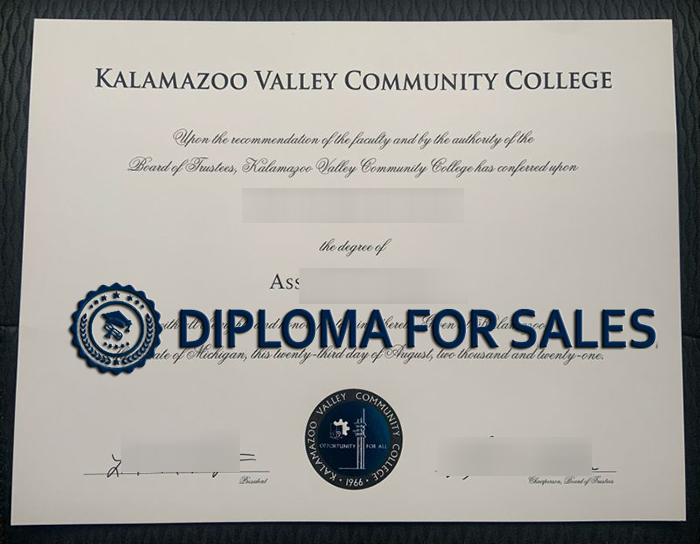 KALAMAZOO VALLEY COMMUNITY COLLEGE
Upon the recommendation of the faculty and by the authority of the
Board of Trustees, Kalamazoo Valley Community College has conferred upon
the degree of
Ass
DIPLOMA FOR SALES
of Michigan, this twenty-third day of August, two thousand and twenty-one.
KALAMAZOO VALLEY COMMUNITY COLLEGE
OPPORTUNITY FOR ALL
· 1966 ·
President
Chairperson, Board of Trustees